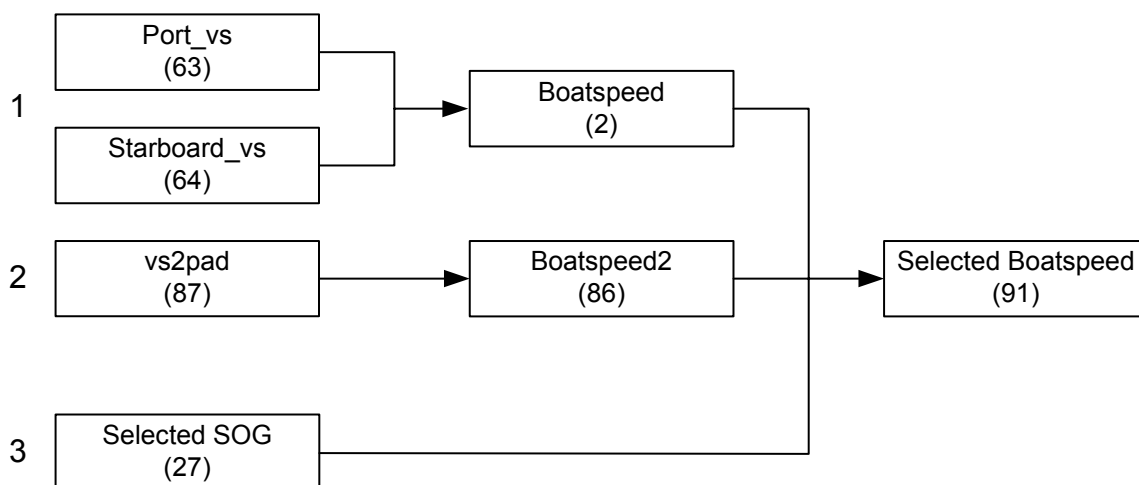 1
Port_vs
(63)
Starboard_vs
(64)
Boatspeed
(2)
2
vs2pad
(87)
Boatspeed2
(86)
Selected Boatspeed
(91)
3
Selected SOG
(27)